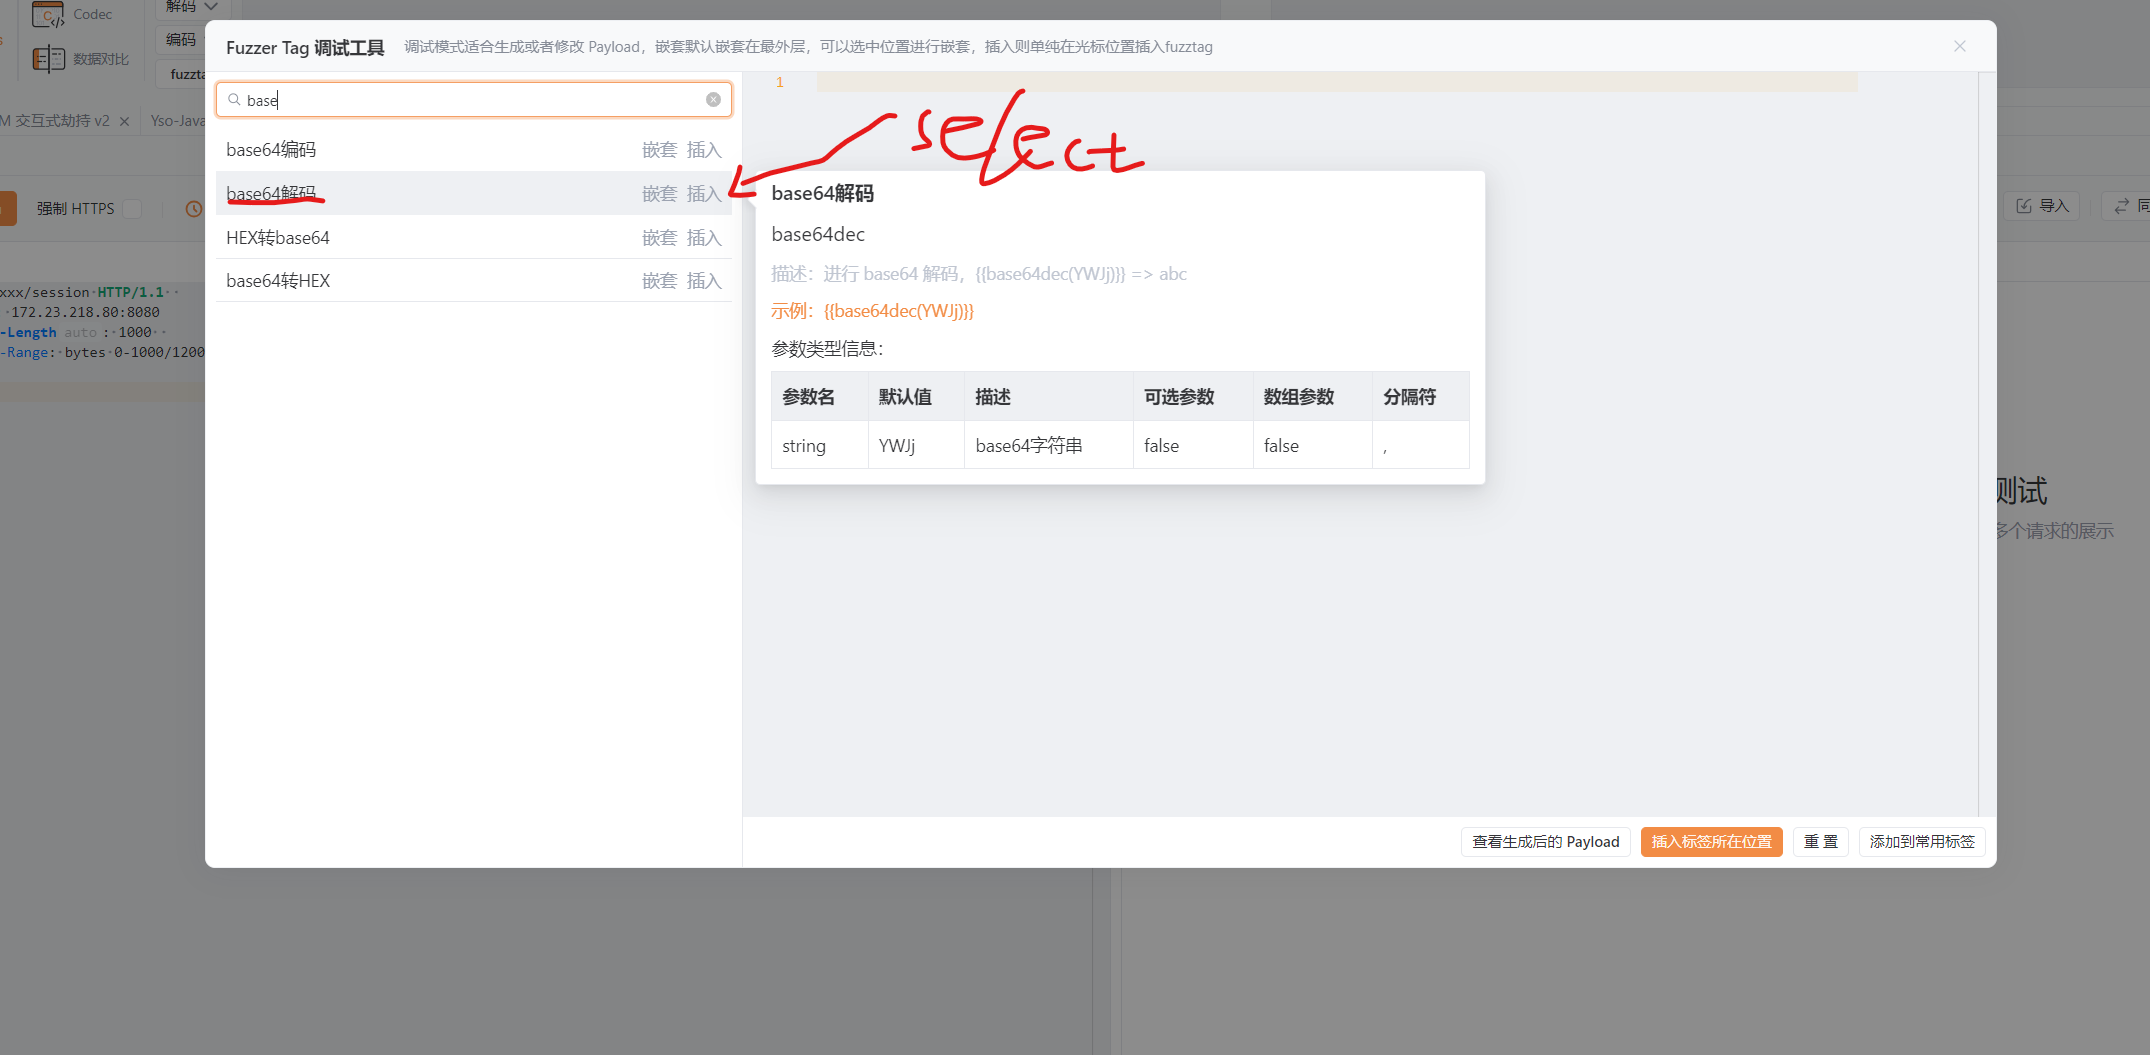 Codec
解码
编码
数据对比
Fuzzer Tag 调试工具 调试模式适合生成或者修改 Payload，嵌套默认嵌套在最外层，可以选中位置进行嵌套，插入则单纯在光标位置插入fuzztag
M 交互式劫持 v2
Yso-Java
强制 HTTPS
xxx/session HTTP/1.1
172.23.218.80:8080
-Length auto : 1000
-Range: bytes 0-1000/1200
base
base64编码 嵌套 插入
base64解码 嵌套 插入
HEX转base64 嵌套 插入
base64转HEX 嵌套 插入
1
select
base64解码
base64dec
描述：进行 base64 解码，{{base64dec(YWJj)}} => abc
示例：{{base64dec(YWJj)}}
参数类型信息：
参数名 默认值 描述 可选参数 数组参数 分隔符
string YWJj base64字符串 false false ,
查看生成后的 Payload 插入标签所在位置 重 置 添加到常用标签
导入
测试
多个请求的展示